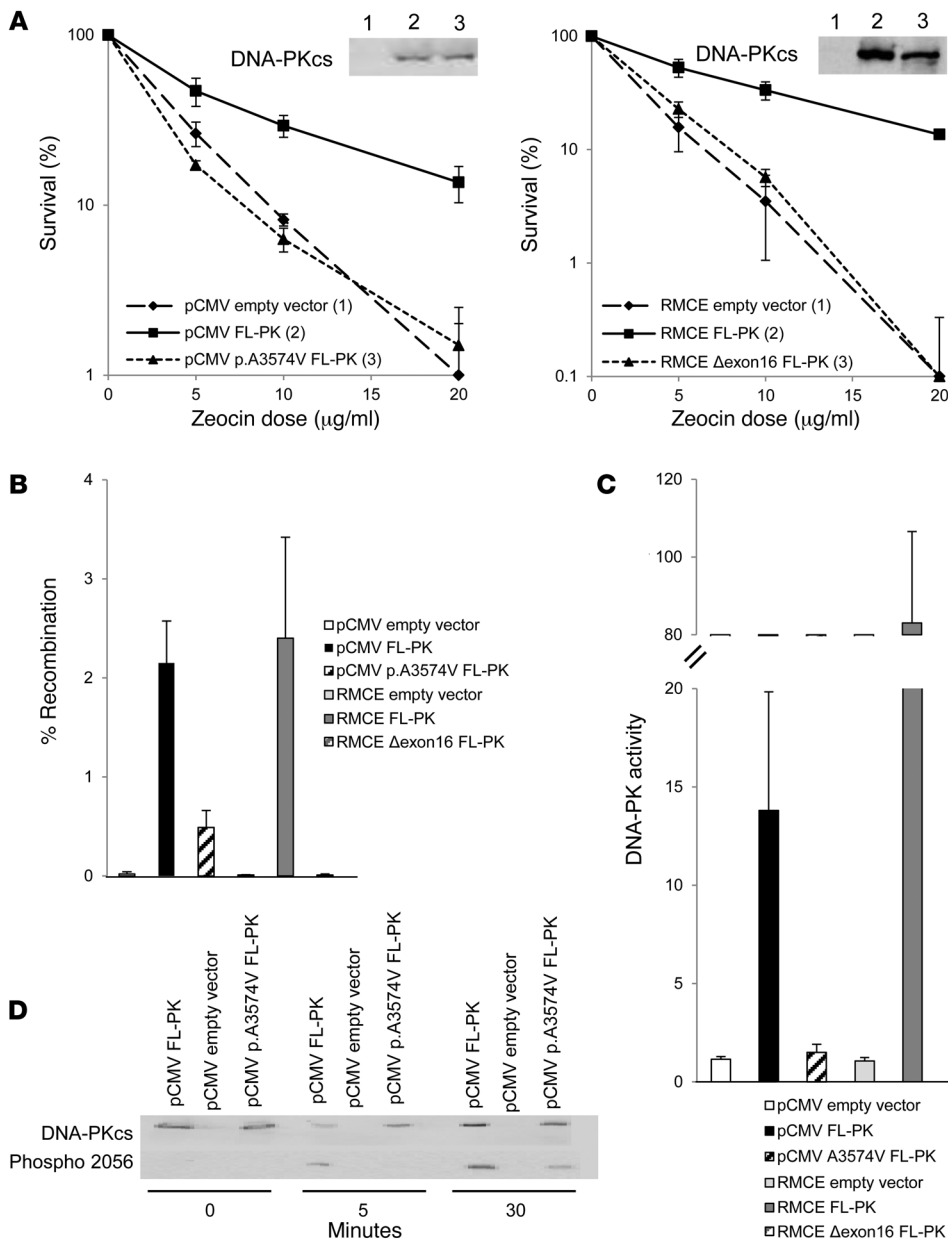 A
1 2 3
DNA-PKcs
100
10
1
Survival (%)
0 5 10 15 20
Zeocin dose (μg/ml)
pCMV empty vector (1)
pCMV FL-PK (2)
pCMV p.A3574V FL-PK (3)
1 2 3
DNA-PKcs
100
10
1
0.1
Survival (%)
0 5 10 15 20
Zeocin dose (μg/ml)
RMCE empty vector (1)
RMCE FL-PK (2)
RMCE Δexon16 FL-PK (3)
B
4
3
2
1
0
% Recombination
pCMV empty vector
pCMV FL-PK
pCMV p.A3574V FL-PK
RMCE empty vector
RMCE FL-PK
RMCE Δexon16 FL-PK
C
120
100
80
20
15
10
5
0
DNA-PK activity
pCMV empty vector
pCMV FL-PK
pCMV A3574V FL-PK
RMCE empty vector
RMCE FL-PK
RMCE Δexon16 FL-PK
D
pCMV FL-PK
pCMV empty vector
pCMV p.A3574V FL-PK
pCMV FL-PK
pCMV empty vector
pCMV p.A3574V FL-PK
pCMV FL-PK
pCMV empty vector
pCMV p.A3574V FL-PK
DNA-PKcs
Phospho 2056
0 5 30
Minutes